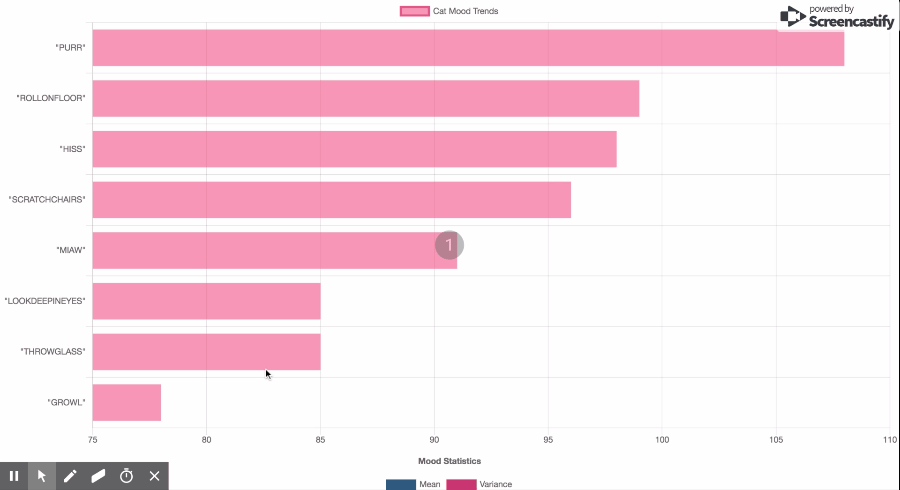 Cat Mood Trends
powered by
Screencastify
"PURR"
"ROLLONFLOOR"
"HISS"
"SCRATCHCHAIRS"
"MIAW"
1
"LOOKDEEPINEYES"
"THROWGLASS"
"GROWL"
75 80 85 90 95 100 105 110
Mood Statistics
Mean Variance